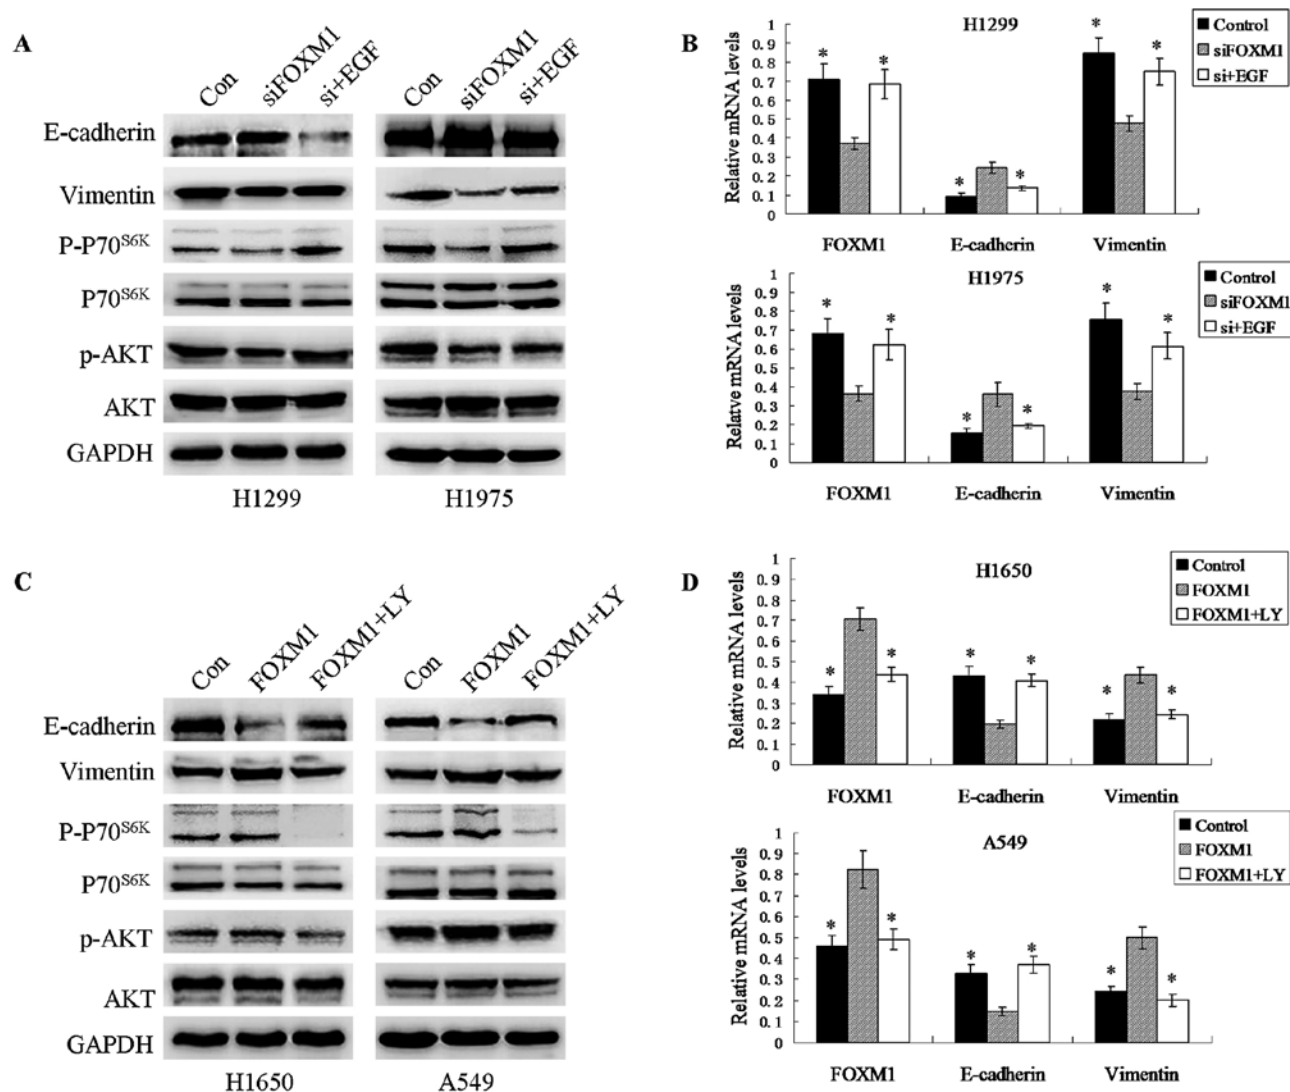 A
Con
siFOXM1
si+EGF
Con
siFOXM1
si+EGF
E-cadherin
Vimentin
P-P70S6K
P70S6K
p-AKT
AKT
GAPDH
H1299
H1975
B
H1299
Relative mRNA levels
1
0.9
0.8
0.7
0.6
0.5
0.4
0.3
0.2
0.1
0
* * * * * *
Control
siFOXM1
si+EGF
FOXM1 E-cadherin Vimentin
H1975
Relatve mRNA levels
1
0.9
0.8
0.7
0.6
0.5
0.4
0.3
0.2
0.1
0
* * * * * *
Control
siFOXM1
si+EGF
FOXM1 E-cadherin Vimentin
C
Con
FOXM1
FOXM1+LY
Con
FOXM1
FOXM1+LY
E-cadherin
Vimentin
P-P70S6K
P70S6K
p-AKT
AKT
GAPDH
H1650
A549
D
H1650
Relative mRNA levels
1
0.9
0.8
0.7
0.6
0.5
0.4
0.3
0.2
0.1
0
* * * * * *
Control
FOXM1
FOXM1+LY
FOXM1 E-cadherin Vimentin
A549
Relative mRNA levels
1
0.9
0.8
0.7
0.6
0.5
0.4
0.3
0.2
0.1
0
* * * * * *
Control
FOXM1
FOXM1+LY
FOXM1 E-cadherin Vimentin